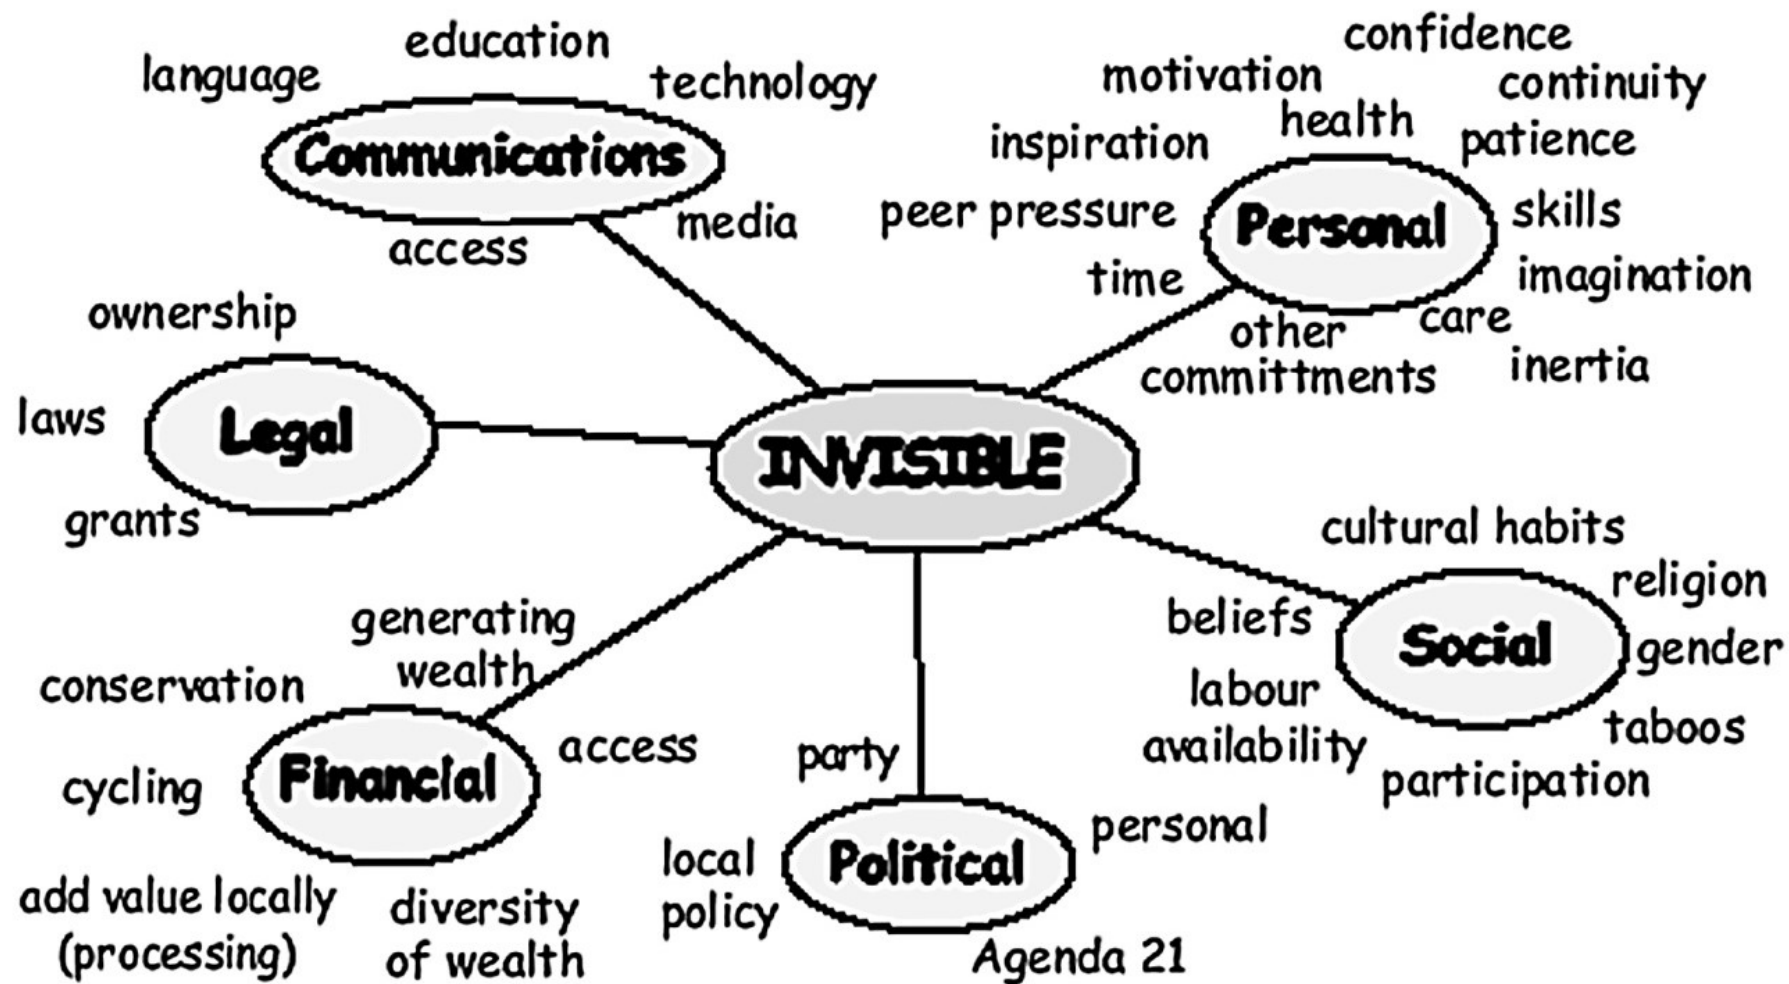 education
language
technology
Communications
media
access
confidence
motivation
continuity
health
patience
inspiration
peer pressure
Personal
skills
time
imagination
care
other
committments
inertia
ownership
laws
Legal
grants
INVISIBLE
cultural habits
religion
beliefs
Social
gender
labour
availability
taboos
participation
generating
wealth
conservation
access
cycling
Financial
add value locally
(processing)
diversity
of wealth
party
personal
local
policy
Political
Agenda 21